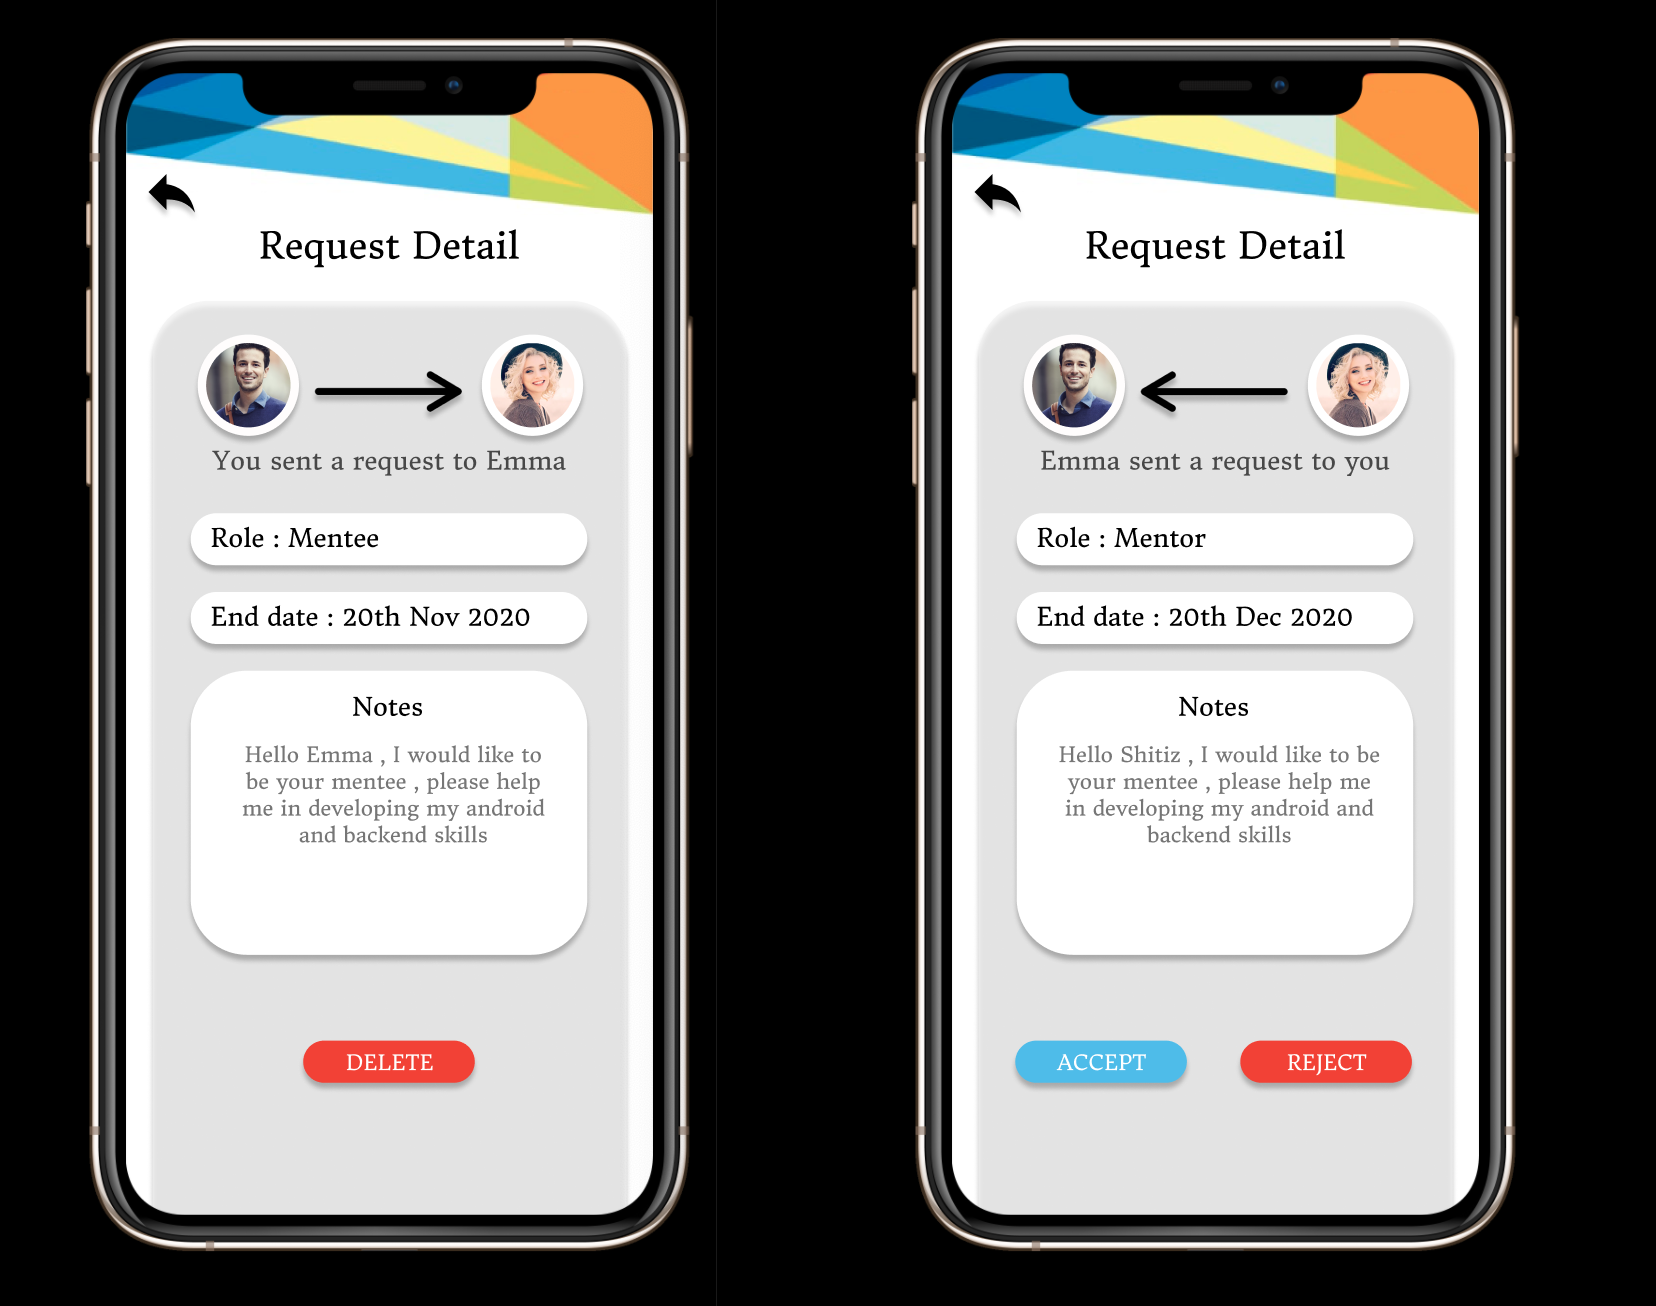 Request Detail
You sent a request to Emma
Role : Mentee
End date : 20th Nov 2020
Notes
Hello Emma , I would like to
be your mentee , please help
me in developing my android
and backend skills
DELETE
Request Detail
Emma sent a request to you
Role : Mentor
End date : 20th Dec 2020
Notes
Hello Shitiz , I would like to be
your mentee , please help me
in developing my android and
backend skills
ACCEPT
REJECT